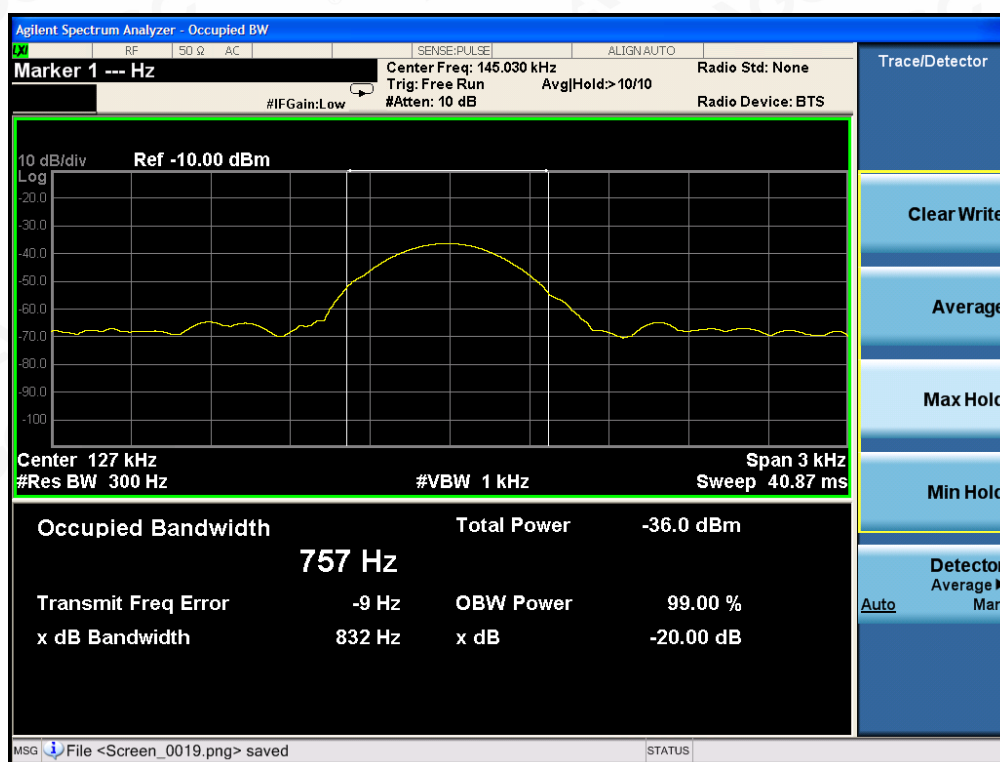 Agilent Spectrum Analyzer - Occupied BW
LXI RF 50 Ω AC SENSE:PULSE ALIGN AUTO
Marker 1 --- Hz
Center Freq: 145.030 kHz
Radio Std: None
Trig: Free Run Avg|Hold:>10/10
#IFGain:Low #Atten: 10 dB Radio Device: BTS
10 dB/div Ref -10.00 dBm
Log
-20.0
-30.0
-40.0
-50.0
-60.0
-70.0
-80.0
-90.0
-100
Center 127 kHz Span 3 kHz
#Res BW 300 Hz #VBW 1 kHz Sweep 40.87 ms
Occupied Bandwidth Total Power -36.0 dBm
757 Hz
Transmit Freq Error -9 Hz OBW Power 99.00 %
x dB Bandwidth 832 Hz x dB -20.00 dB
Trace/Detector
Clear Write
Average
Max Hold
Min Hold
Detector
Average
Auto Man
MSG File <Screen_0019.png> saved STATUS